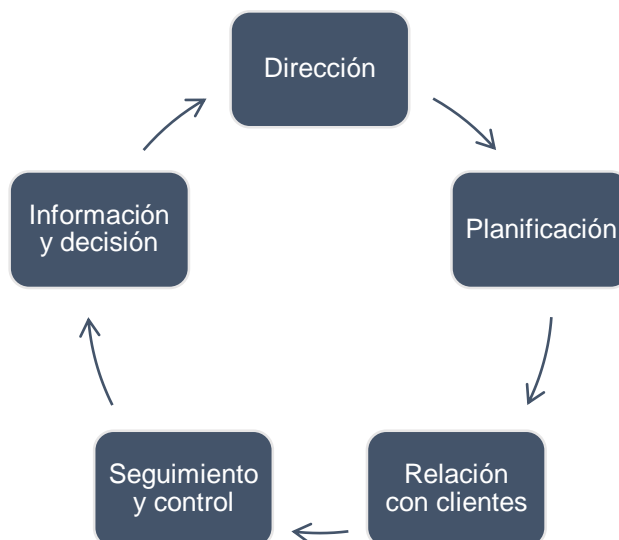 Dirección
Planificación
Relación
con clientes
Seguimiento
y control
Información
y decisión